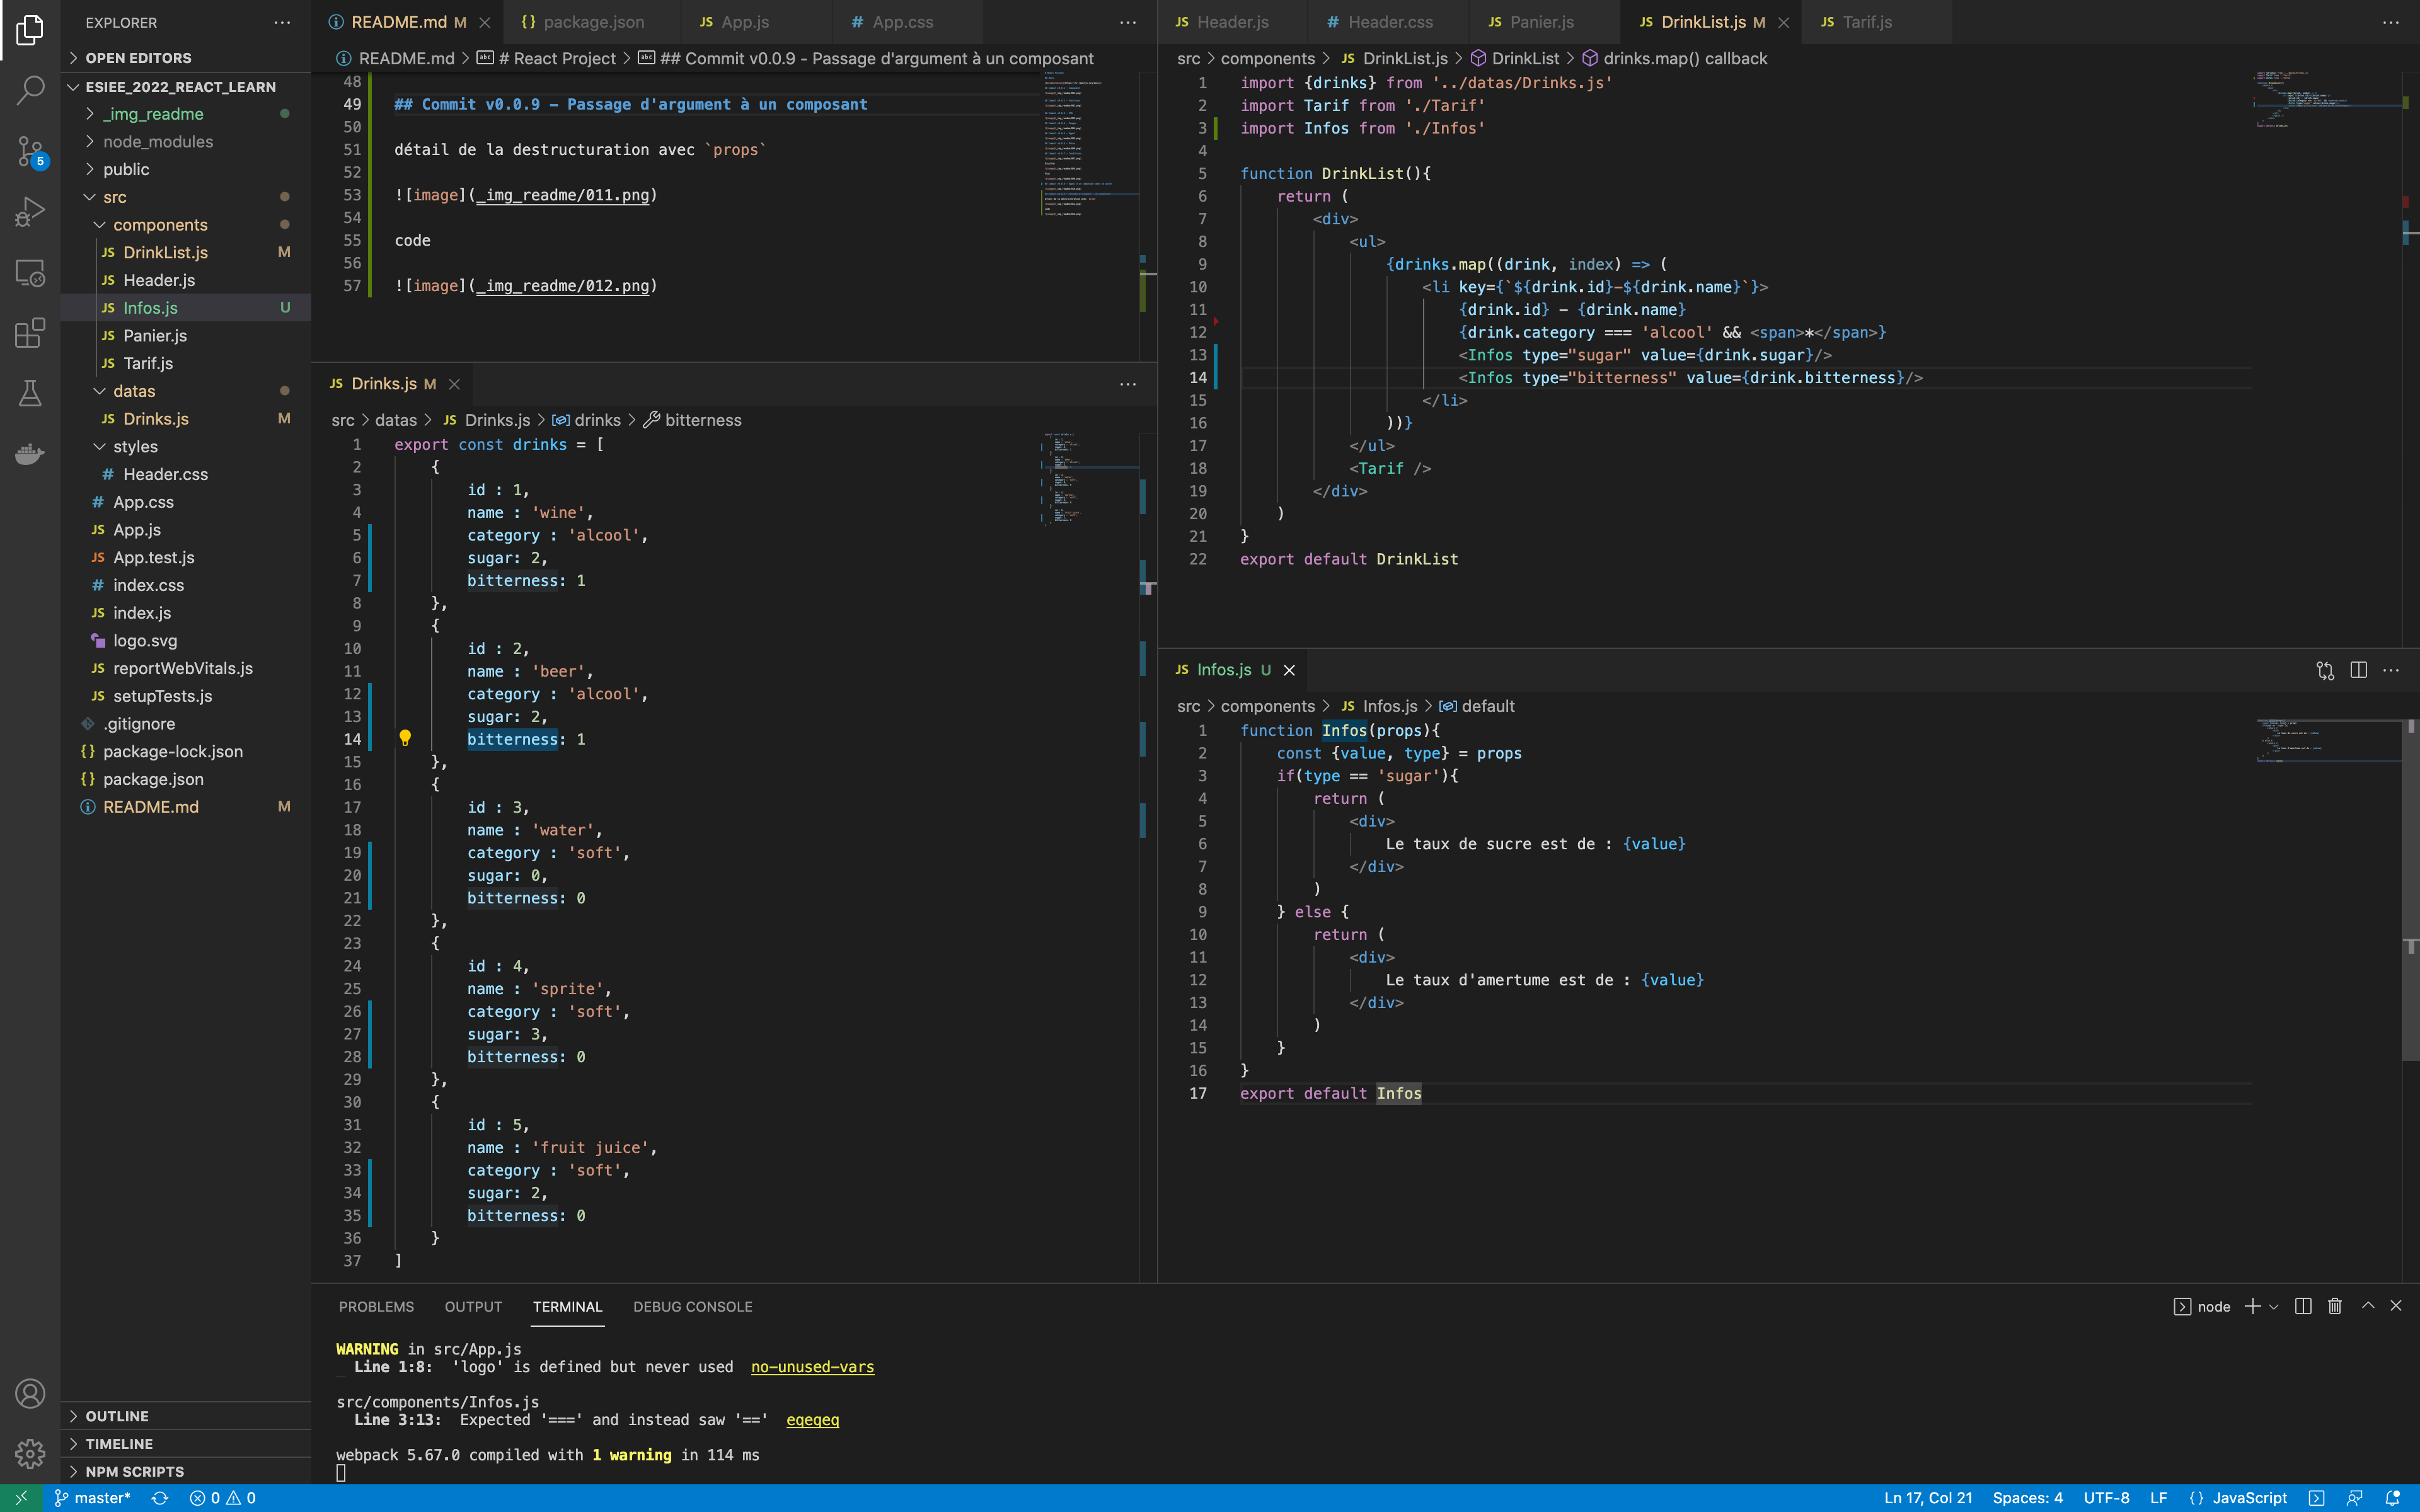 EXPLORER
OPEN EDITORS
ESIEE_2022_REACT_LEARN
_img_readme
node_modules
public
src
components
JS DrinkList.js M
JS Header.js
JS Infos.js U
JS Panier.js
JS Tarif.js
datas
JS Drinks.js M
styles
# Header.css
# App.css
JS App.js
JS App.test.js
# index.css
JS index.js
logo.svg
JS reportWebVitals.js
JS setupTests.js
.gitignore
{} package-lock.json
{} package.json
README.md M
OUTLINE
TIMELINE
NPM SCRIPTS
5
README.md M
{} package.json
JS App.js
# App.css
README.md > # React Project > ## Commit v0.0.9 - Passage d'argument à un composant
48
49 ## Commit v0.0.9 - Passage d'argument à un composant
50
51 détail de la destructuration avec `props`
52
53 ![image](_img_readme/011.png)
54
55 code
56
57 ![image](_img_readme/012.png)
JS Drinks.js M
src > datas > JS Drinks.js > drinks > bitterness
1 export const drinks = [
2 {
3 id : 1,
4 name : 'wine',
5 category : 'alcool',
6 sugar: 2,
7 bitterness: 1
8 },
9 {
10 id : 2,
11 name : 'beer',
12 category : 'alcool',
13 sugar: 2,
14 bitterness: 1
15 },
16 {
17 id : 3,
18 name : 'water',
19 category : 'soft',
20 sugar: 0,
21 bitterness: 0
22 },
23 {
24 id : 4,
25 name : 'sprite',
26 category : 'soft',
27 sugar: 3,
28 bitterness: 0
29 },
30 {
31 id : 5,
32 name : 'fruit juice',
33 category : 'soft',
34 sugar: 2,
35 bitterness: 0
36 }
37 ]
JS Header.js
# Header.css
JS Panier.js
JS DrinkList.js M
JS Tarif.js
src > components > JS DrinkList.js > DrinkList > drinks.map() callback
1 import {drinks} from '../datas/Drinks.js'
2 import Tarif from './Tarif'
3 import Infos from './Infos'
4
5 function DrinkList(){
6 return (
7 <div>
8 <ul>
9 {drinks.map((drink, index) => (
10 <li key={`${drink.id}-${drink.name}`}>
11 {drink.id} - {drink.name}
12 {drink.category === 'alcool' && <span>*</span>}
13 <Infos type="sugar" value={drink.sugar}/>
14 <Infos type="bitterness" value={drink.bitterness}/>
15 </li>
16 ))}
17 </ul>
18 <Tarif />
19 </div>
20 )
21 }
22 export default DrinkList
JS Infos.js U
src > components > JS Infos.js > default
1 function Infos(props){
2 const {value, type} = props
3 if(type == 'sugar'){
4 return (
5 <div>
6 Le taux de sucre est de : {value}
7 </div>
8 )
9 } else {
10 return (
11 <div>
12 Le taux d'amertume est de : {value}
13 </div>
14 )
15 }
16 }
17 export default Infos
PROBLEMS OUTPUT TERMINAL DEBUG CONSOLE
node
WARNING in src/App.js
Line 1:8: 'logo' is defined but never used no-unused-vars
src/components/Infos.js
Line 3:13: Expected '===' and instead saw '==' eqeqeq
webpack 5.67.0 compiled with 1 warning in 114 ms
master* 0 0
Ln 17, Col 21 Spaces: 4 UTF-8 LF {} JavaScript